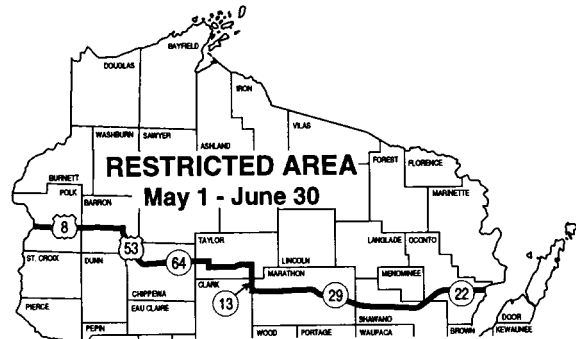 BAYFIELD
DOUGLAS
IRON
VILAS
WASHBURN
SAWYER
ASHLAND
FOREST
FLORENCE
RESTRICTED AREA
May 1 - June 30
BURNETT
POLK
BARRON
MARINETTE
8
53
64
TAYLOR
LINCOLN
LANGLADE
OCONTO
ST. CROIX
DUNN
CHIPPEWA
CLARK
MARATHON
MENOMINEE
13
29
22
PIERCE
EAU CLAIRE
SHAWANO
DOOR
PEPIN
WOOD
PORTAGE
WAUPACA
BROWN
KEWAUNEE